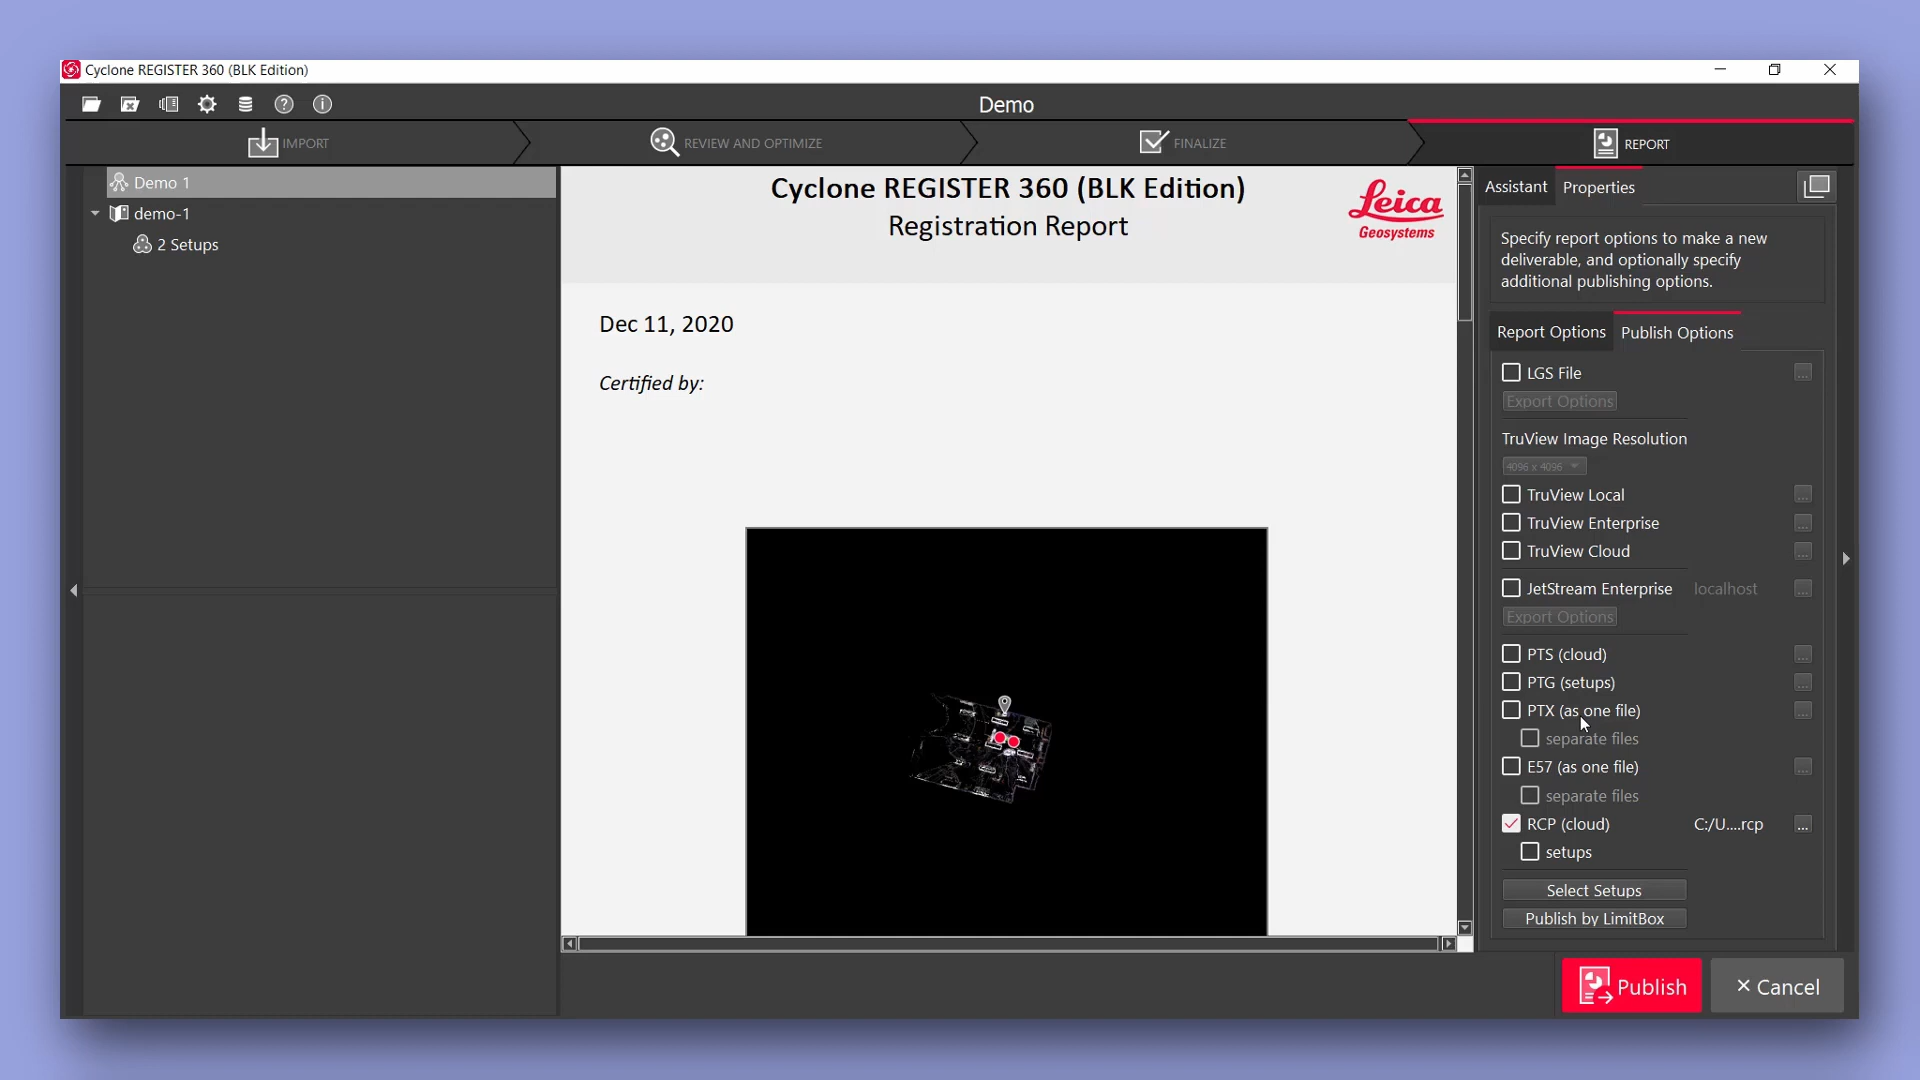 Cyclone REGISTER 360 (BLK Edition)
Demo
IMPORT
REVIEW AND OPTIMIZE
FINALIZE
REPORT
Demo 1
demo-1
2 Setups
Cyclone REGISTER 360 (BLK Edition)
Registration Report
Leica
Geosystems
Dec 11, 2020
Certified by:
Assistant
Properties
Specify report options to make a new
deliverable, and optionally specify
additional publishing options.
Report Options
Publish Options
LGS File
...
Export Options
TruView Image Resolution
4096 x 4096
TruView Local
...
TruView Enterprise
...
TruView Cloud
...
JetStream Enterprise localhost
...
Export Options
PTS (cloud)
...
PTG (setups)
...
PTX (as one file)
...
separate files
E57 (as one file)
...
separate files
RCP (cloud) C:/U....rcp
...
setups
Select Setups
Publish by LimitBox
Publish
× Cancel